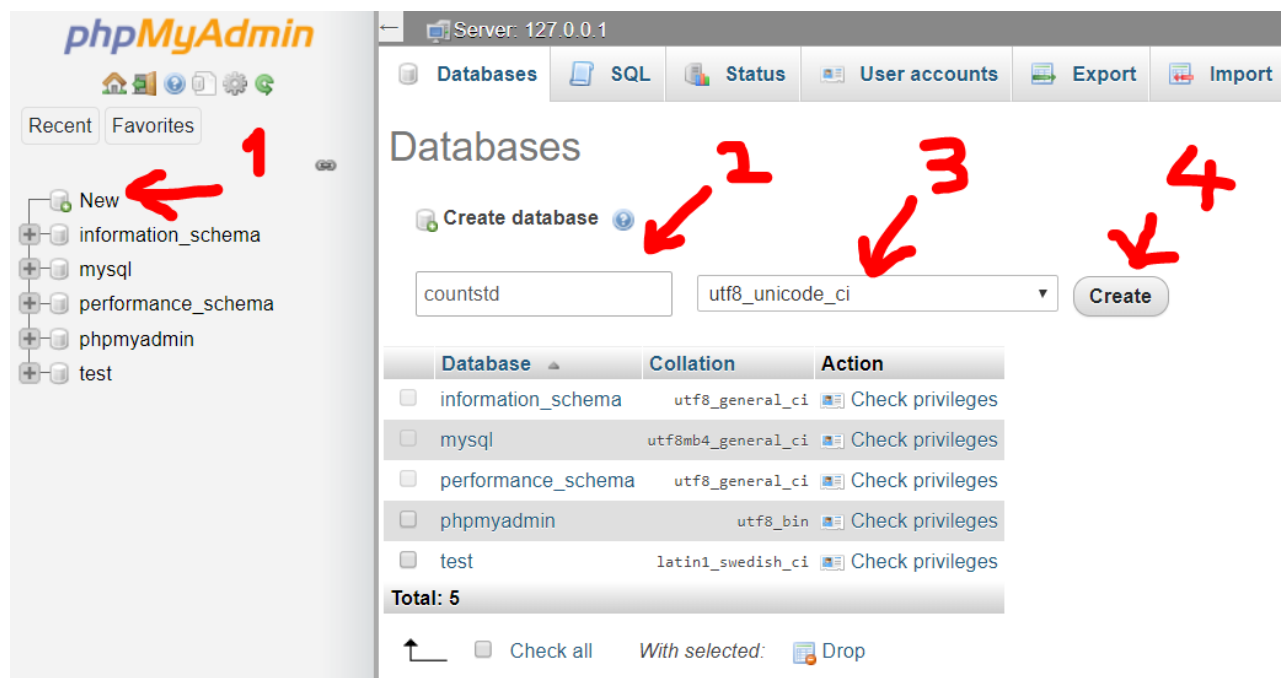 phpMyAdmin
Recent Favorites
1
New
information_schema
mysql
performance_schema
phpmyadmin
test
← Server: 127.0.0.1
Databases SQL Status User accounts Export Import
Databases
2 3 4
Create database
countstd utf8_unicode_ci Create
Database Collation Action
information_schema utf8_general_ci Check privileges
mysql utf8mb4_general_ci Check privileges
performance_schema utf8_general_ci Check privileges
phpmyadmin utf8_bin Check privileges
test latin1_swedish_ci Check privileges
Total: 5
Check all With selected: Drop